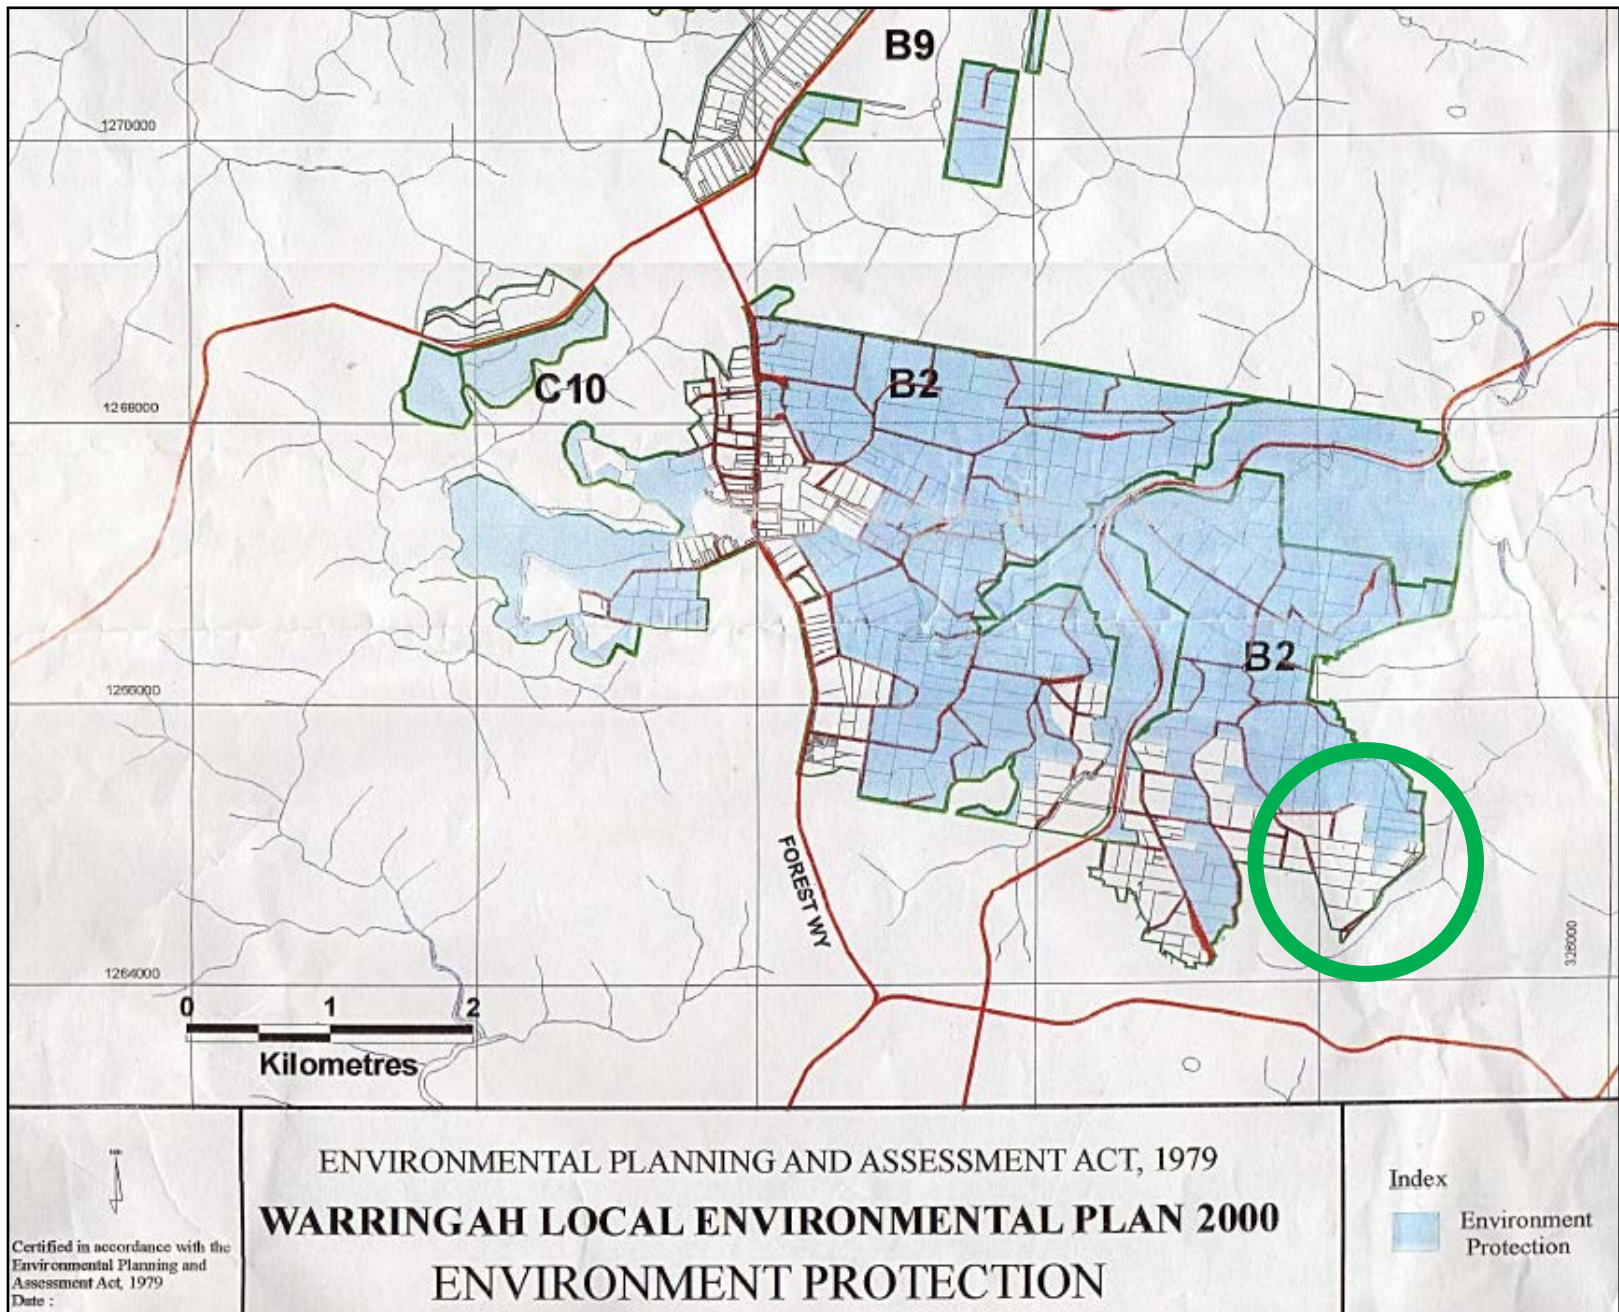 B9
1270000
C10
B2
1268000
B2
1266000
FOREST WY
328000
1264000
0 1 2
Kilometres
ENVIRONMENTAL PLANNING AND ASSESSMENT ACT, 1979
WARRINGAH LOCAL ENVIRONMENTAL PLAN 2000
ENVIRONMENT PROTECTION
Certified in accordance with the
Environmental Planning and
Assessment Act, 1979
Date :
Index
Environment
Protection